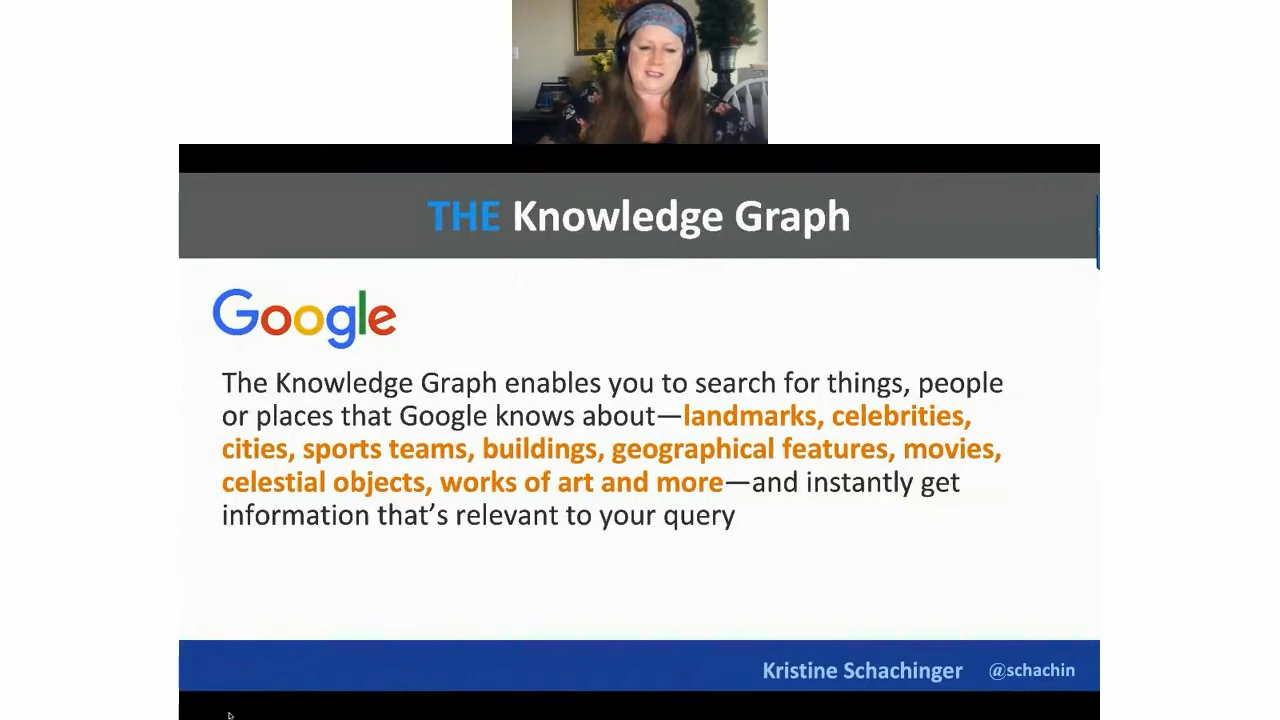 THE Knowledge Graph
Google
The Knowledge Graph enables you to search for things, people
or places that Google knows about—landmarks, celebrities,
cities, sports teams, buildings, geographical features, movies,
celestial objects, works of art and more—and instantly get
information that’s relevant to your query
Kristine Schachinger @schachin